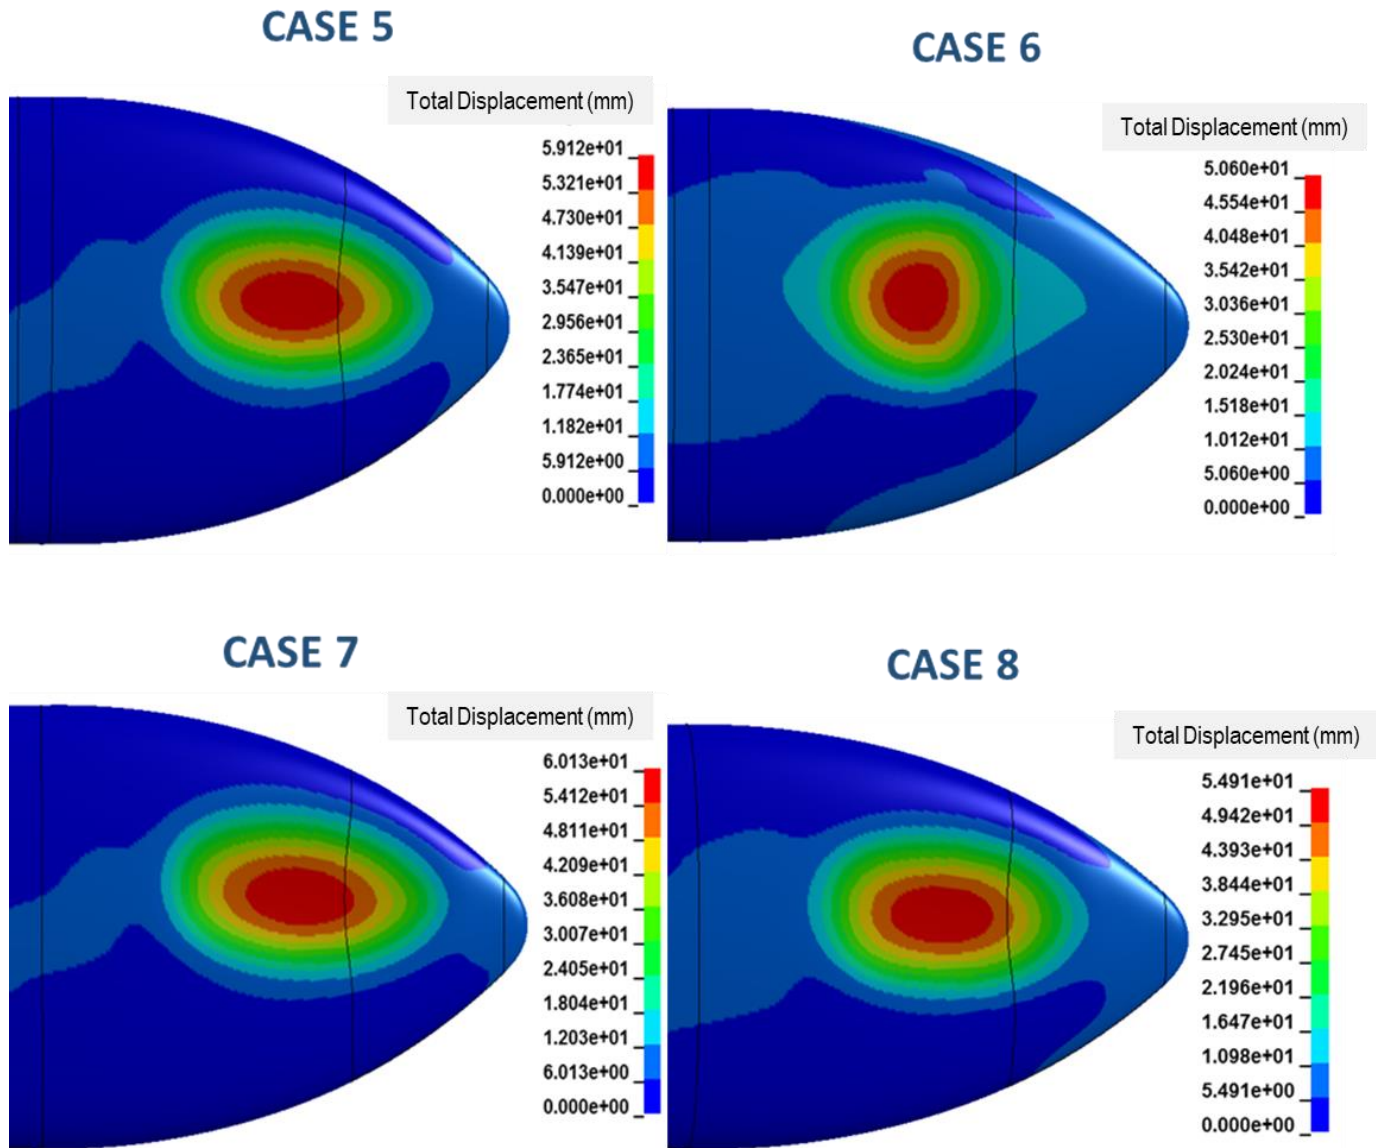 CASE 5
Total Displacement (mm)
5.912e+01
5.321e+01
4.730e+01
4.139e+01
3.547e+01
2.956e+01
2.365e+01
1.774e+01
1.182e+01
5.912e+00
0.000e+00
CASE 6
Total Displacement (mm)
5.060e+01
4.554e+01
4.048e+01
3.542e+01
3.036e+01
2.530e+01
2.024e+01
1.518e+01
1.012e+01
5.060e+00
0.000e+00
CASE 7
Total Displacement (mm)
6.013e+01
5.412e+01
4.811e+01
4.209e+01
3.608e+01
3.007e+01
2.405e+01
1.804e+01
1.203e+01
6.013e+00
0.000e+00
CASE 8
Total Displacement (mm)
5.491e+01
4.942e+01
4.393e+01
3.844e+01
3.295e+01
2.745e+01
2.196e+01
1.647e+01
1.098e+01
5.491e+00
0.000e+00